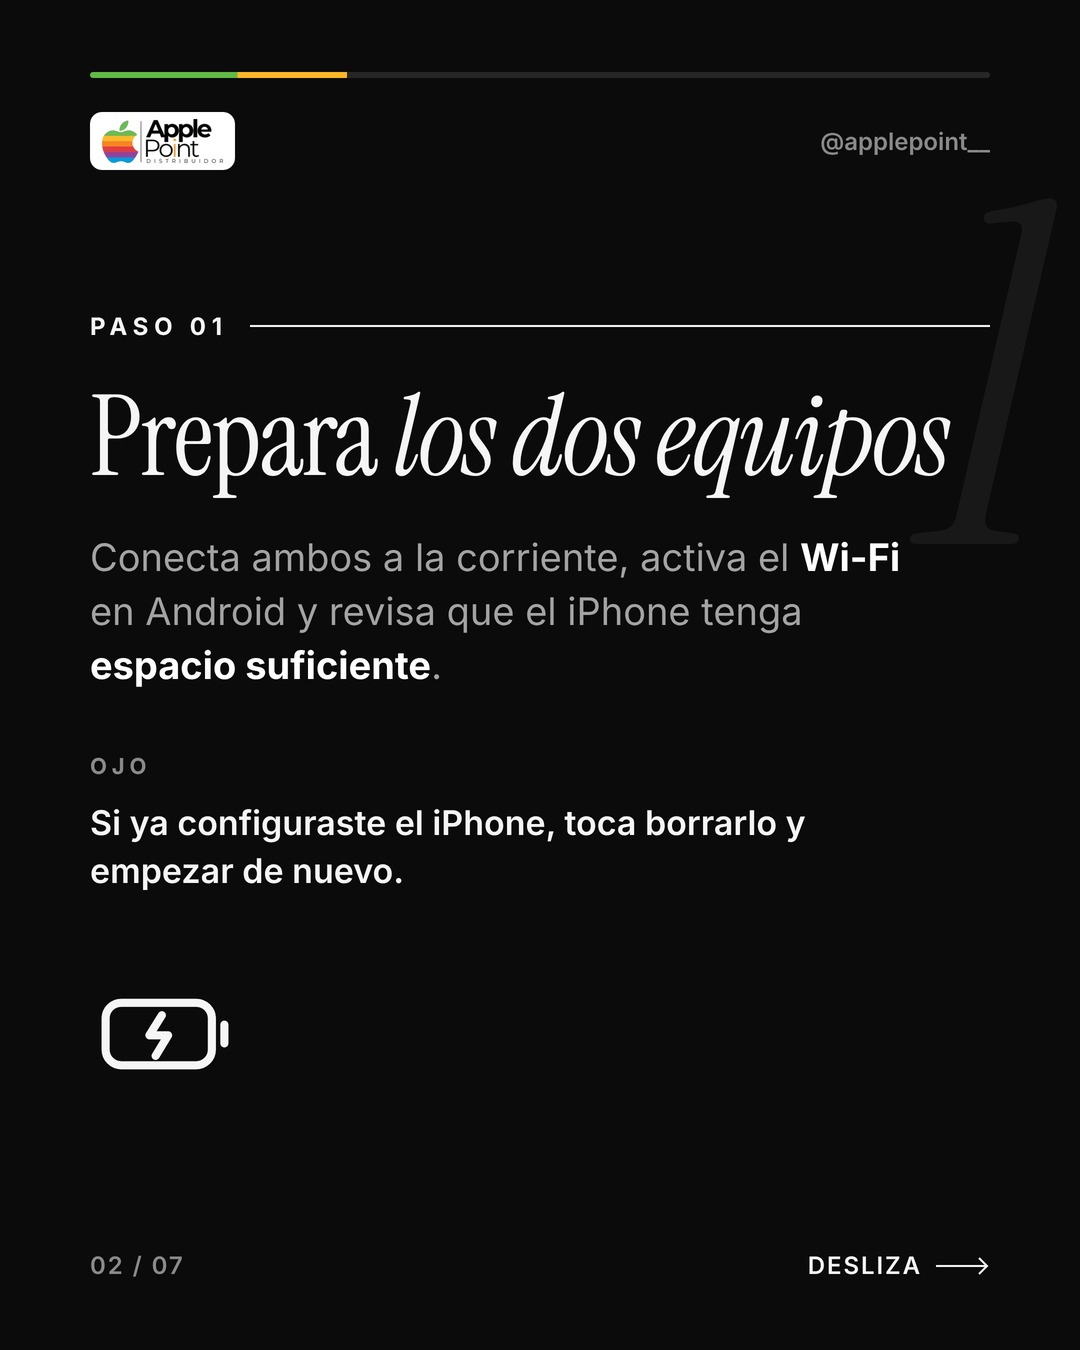 Apple
Point
DISTRIBUIDOR
@applepoint__
1
PASO 01
Prepara los dos equipos
Conecta ambos a la corriente, activa el Wi-Fi
en Android y revisa que el iPhone tenga
espacio suficiente.
OJO
Si ya configuraste el iPhone, toca borrarlo y
empezar de nuevo.
02 / 07
DESLIZA